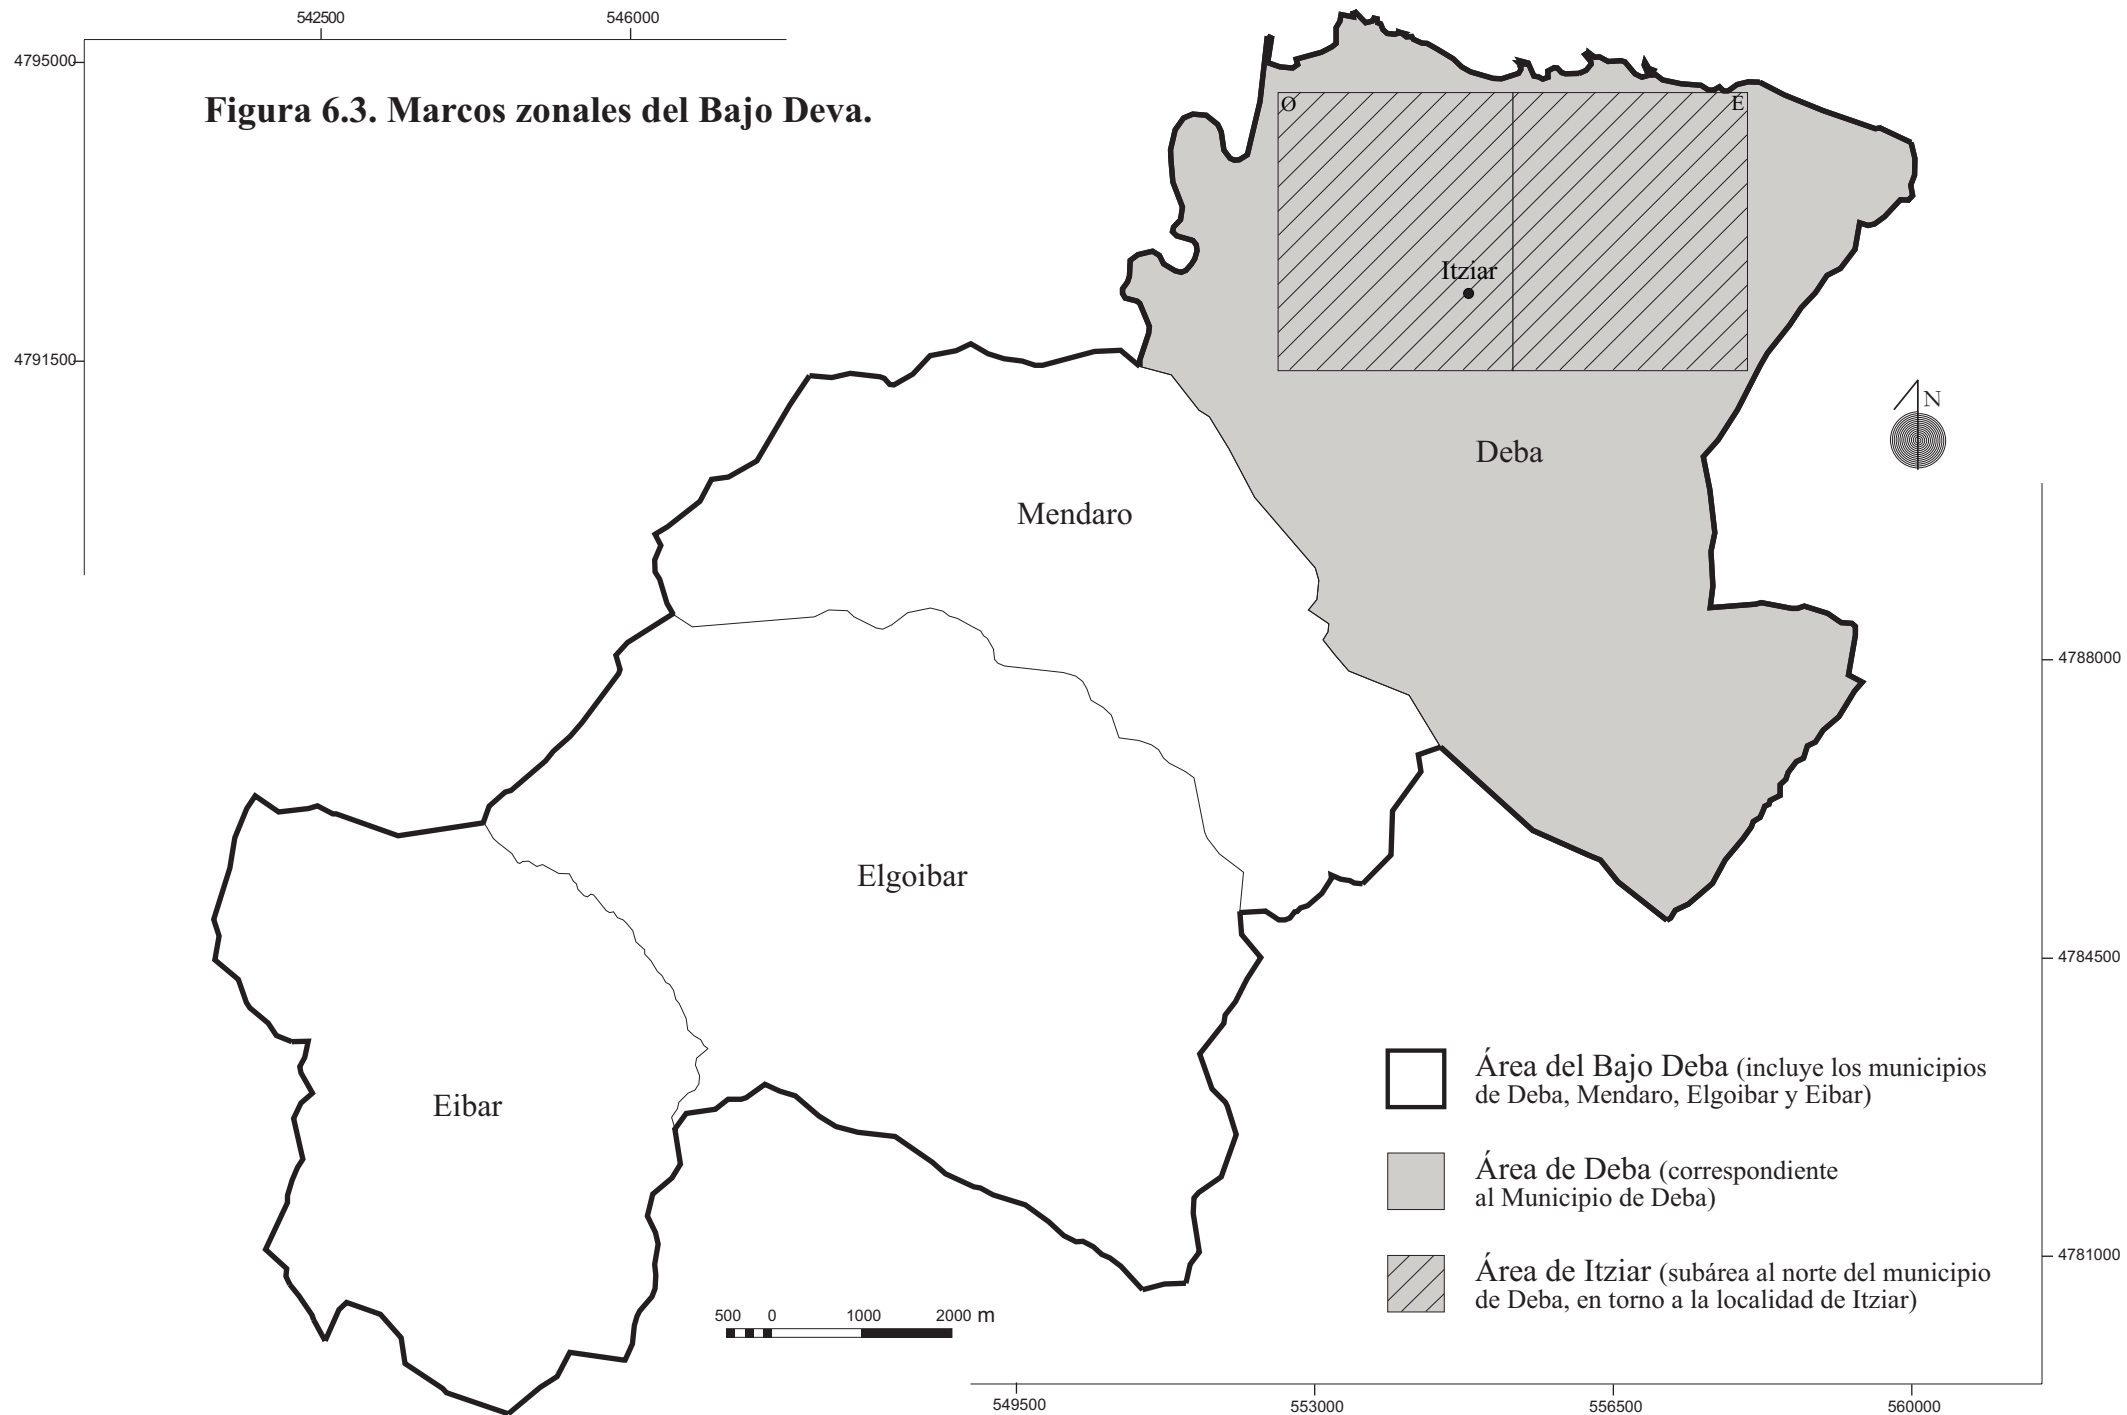 542500 546000
4795000
Figura 6.3. Marcos zonales del Bajo Deva.
O E
Itziar
4791500
N
Deba
Mendaro
4788000
Elgoibar
4784500
Eibar
Área del Bajo Deba (incluye los municipios
de Deba, Mendaro, Elgoibar y Eibar)
Área de Deba (correspondiente
al Municipio de Deba)
4781000
Área de Itziar (subárea al norte del municipio
de Deba, en torno a la localidad de Itziar)
500 0 1000 2000 m
549500 553000 556500 560000